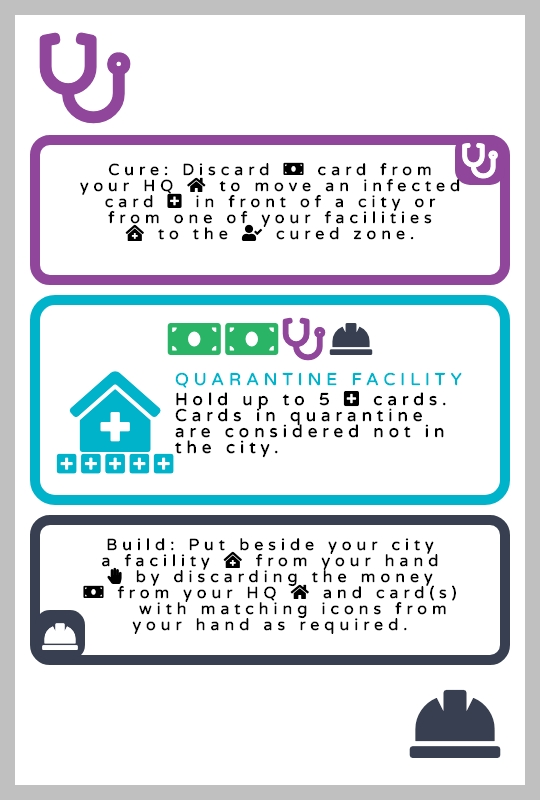 Cure: Discard card from
your HQ to move an infected
card in front of a city or
from one of your facilities
to the cured zone.
QUARANTINE FACILITY
Hold up to 5 cards.
Cards in quarantine
are considered not in
the city.
Build: Put beside your city
a facility from your hand
by discarding the money
from your HQ and card(s)
with matching icons from
your hand as required.